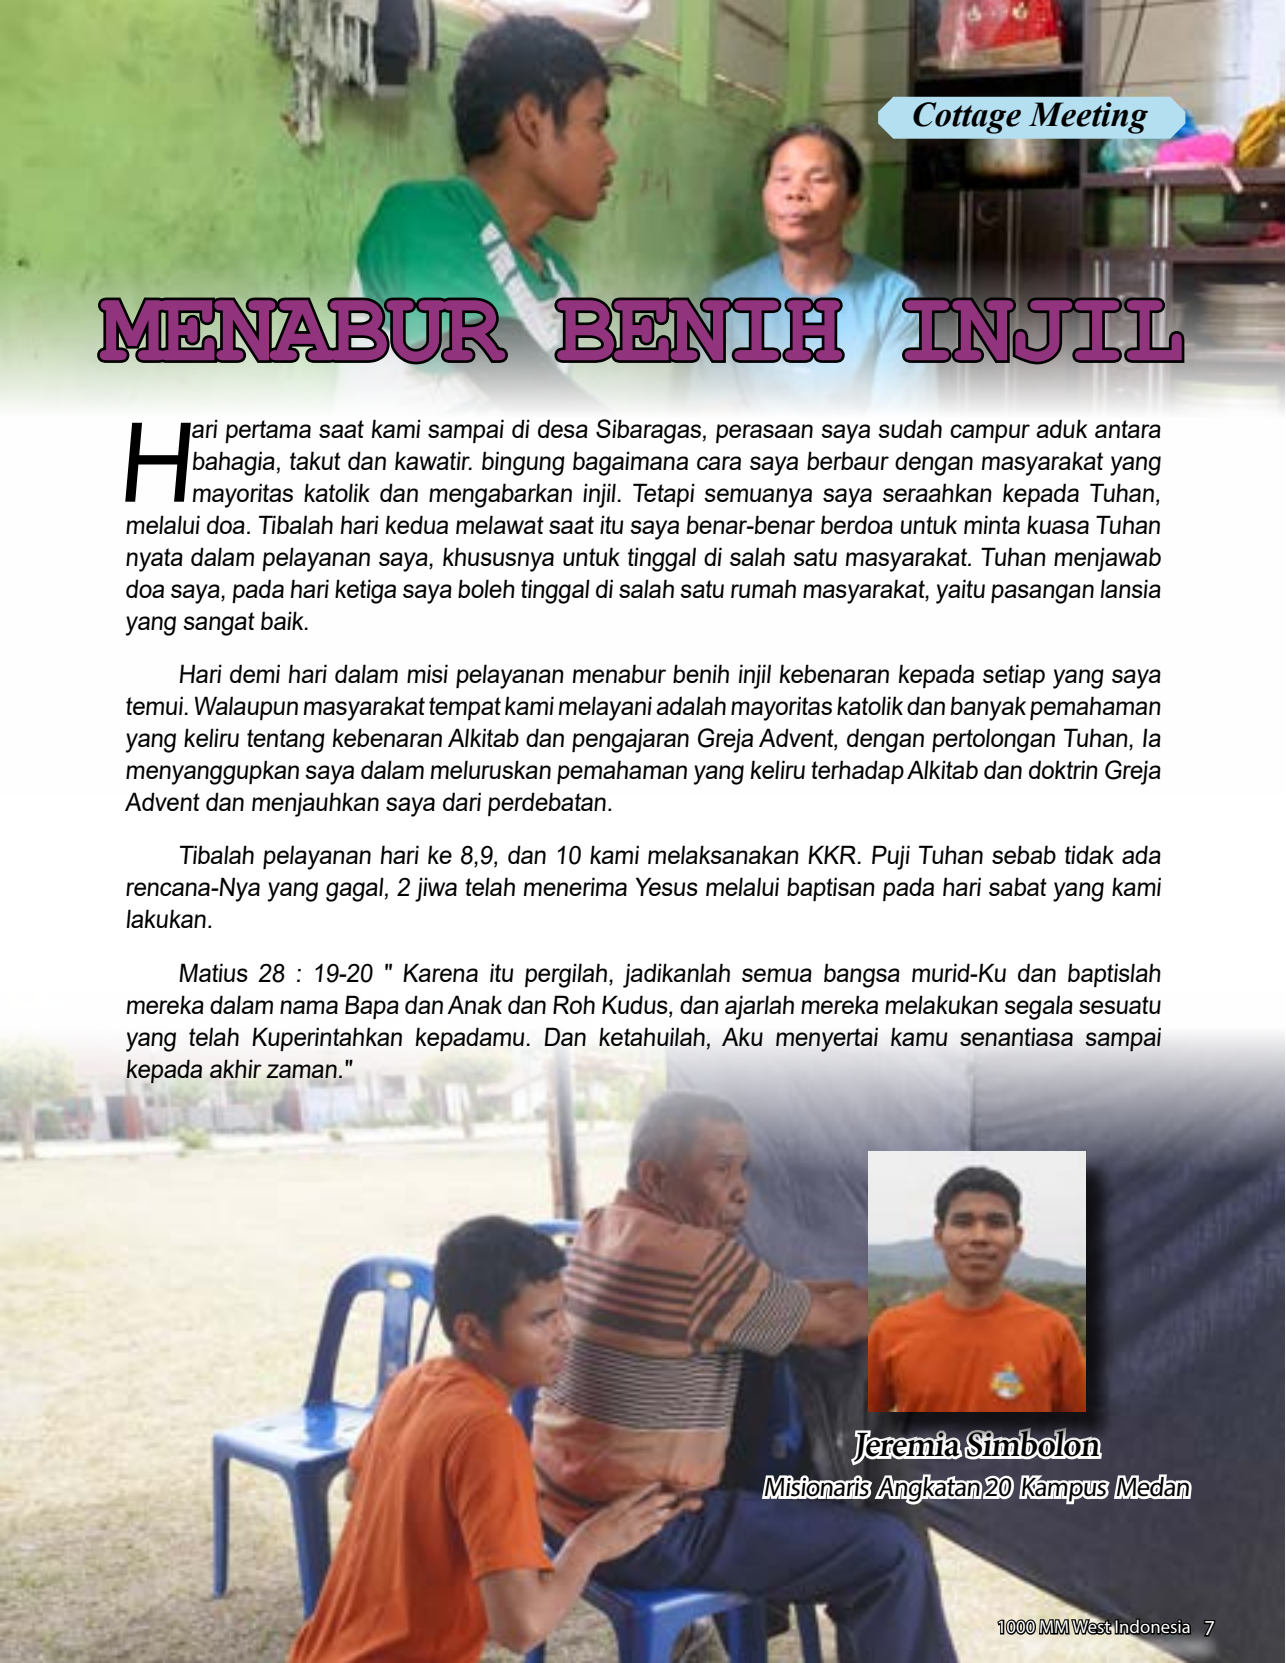 Cottage Meeting
MENABUR BENIH INJIL
Hari pertama saat kami sampai di desa Sibaragas, perasaan saya sudah campur aduk antara
bahagia, takut dan kawatir. bingung bagaimana cara saya berbaur dengan masyarakat yang
mayoritas katolik dan mengabarkan injil. Tetapi semuanya saya seraahkan kepada Tuhan,
melalui doa. Tibalah hari kedua melawat saat itu saya benar-benar berdoa untuk minta kuasa Tuhan
nyata dalam pelayanan saya, khususnya untuk tinggal di salah satu masyarakat. Tuhan menjawab
doa saya, pada hari ketiga saya boleh tinggal di salah satu rumah masyarakat, yaitu pasangan lansia
yang sangat baik.
Hari demi hari dalam misi pelayanan menabur benih injil kebenaran kepada setiap yang saya
temui. Walaupun masyarakat tempat kami melayani adalah mayoritas katolik dan banyak pemahaman
yang keliru tentang kebenaran Alkitab dan pengajaran Greja Advent, dengan pertolongan Tuhan, Ia
menyanggupkan saya dalam meluruskan pemahaman yang keliru terhadap Alkitab dan doktrin Greja
Advent dan menjauhkan saya dari perdebatan.
Tibalah pelayanan hari ke 8,9, dan 10 kami melaksanakan KKR. Puji Tuhan sebab tidak ada
rencana-Nya yang gagal, 2 jiwa telah menerima Yesus melalui baptisan pada hari sabat yang kami
lakukan.
Matius 28 : 19-20 " Karena itu pergilah, jadikanlah semua bangsa murid-Ku dan baptislah
mereka dalam nama Bapa dan Anak dan Roh Kudus, dan ajarlah mereka melakukan segala sesuatu
yang telah Kuperintahkan kepadamu. Dan ketahuilah, Aku menyertai kamu senantiasa sampai
kepada akhir zaman."
Jeremia Simbolon
Misionaris Angkatan 20 Kampus Medan
1000 MM West Indonesia 7